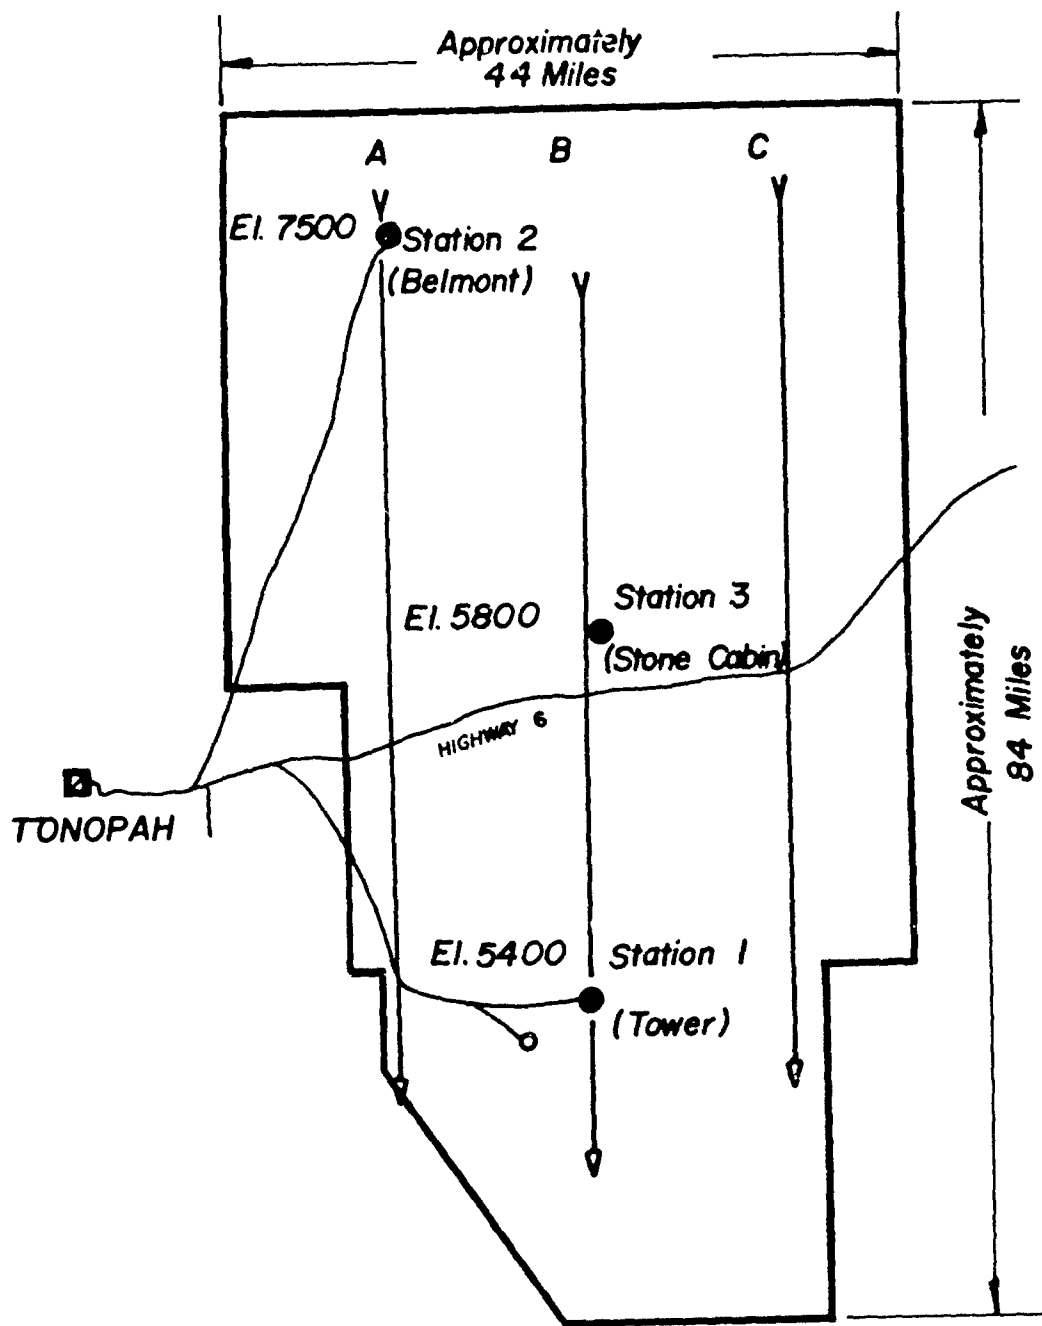 Approximately
44 Miles
A
B
C
El. 7500
Station 2
(Belmont)
El. 5800
Station 3
(Stone Cabin)
HIGHWAY 6
TONOPAH
Approximately
84 Miles
El. 5400
Station 1
(Tower)